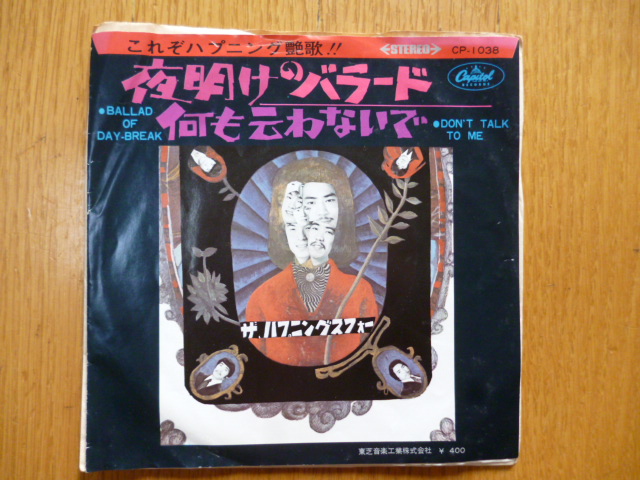 これぞハプニング艶歌!!
STEREO
CP-1038
夜明けのバラード
Capitol
RECORDS
●BALLAD
OF
DAY-BREAK
何も云わないで
●DON'T TALK
TO ME
ザ・ハプニングスフォー
東芝音楽工業株式会社 ¥ 400